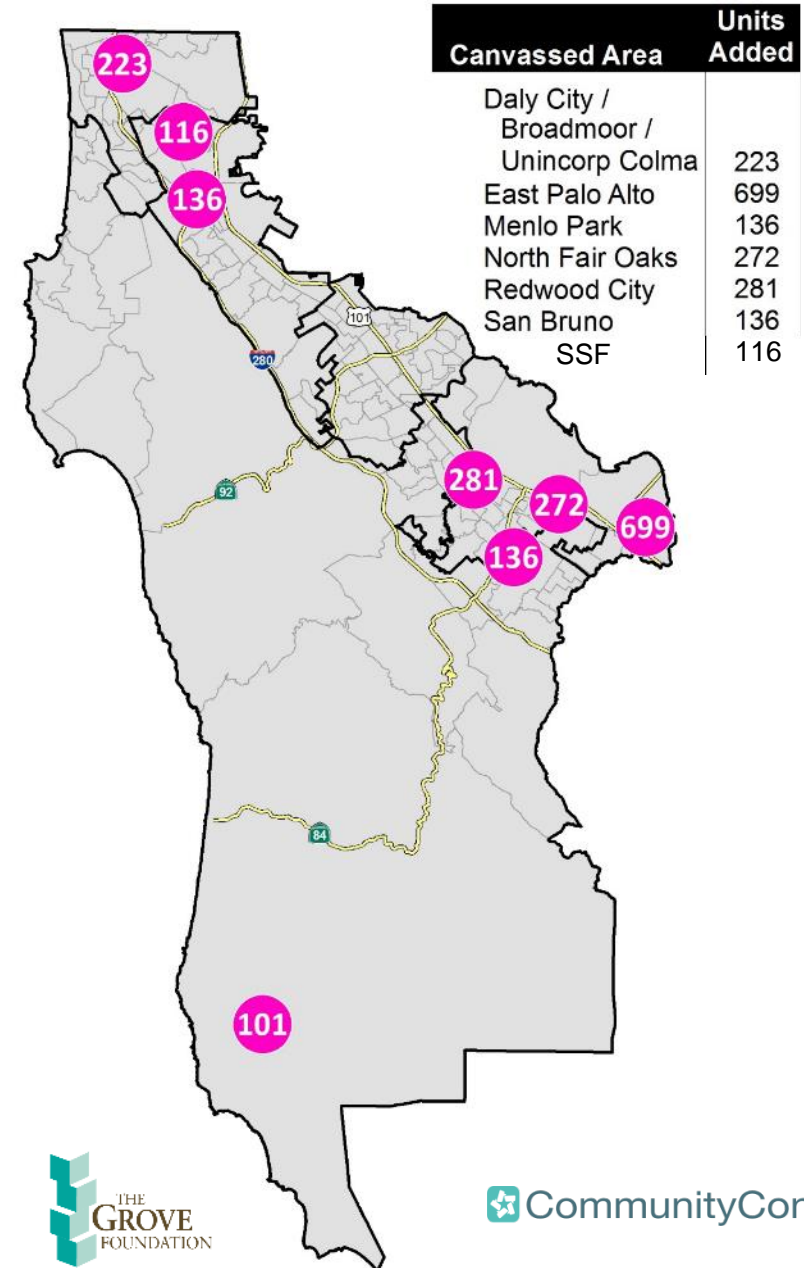 Units
Canvassed Area Added
Daly City /
Broadmoor /
Unincorp Colma 223
East Palo Alto 699
Menlo Park 136
North Fair Oaks 272
Redwood City 281
San Bruno 136
SSF 116
223
116
136
101
280
92
281
272
699
136
84
101
THE
GROVE
FOUNDATION
CommunityCon